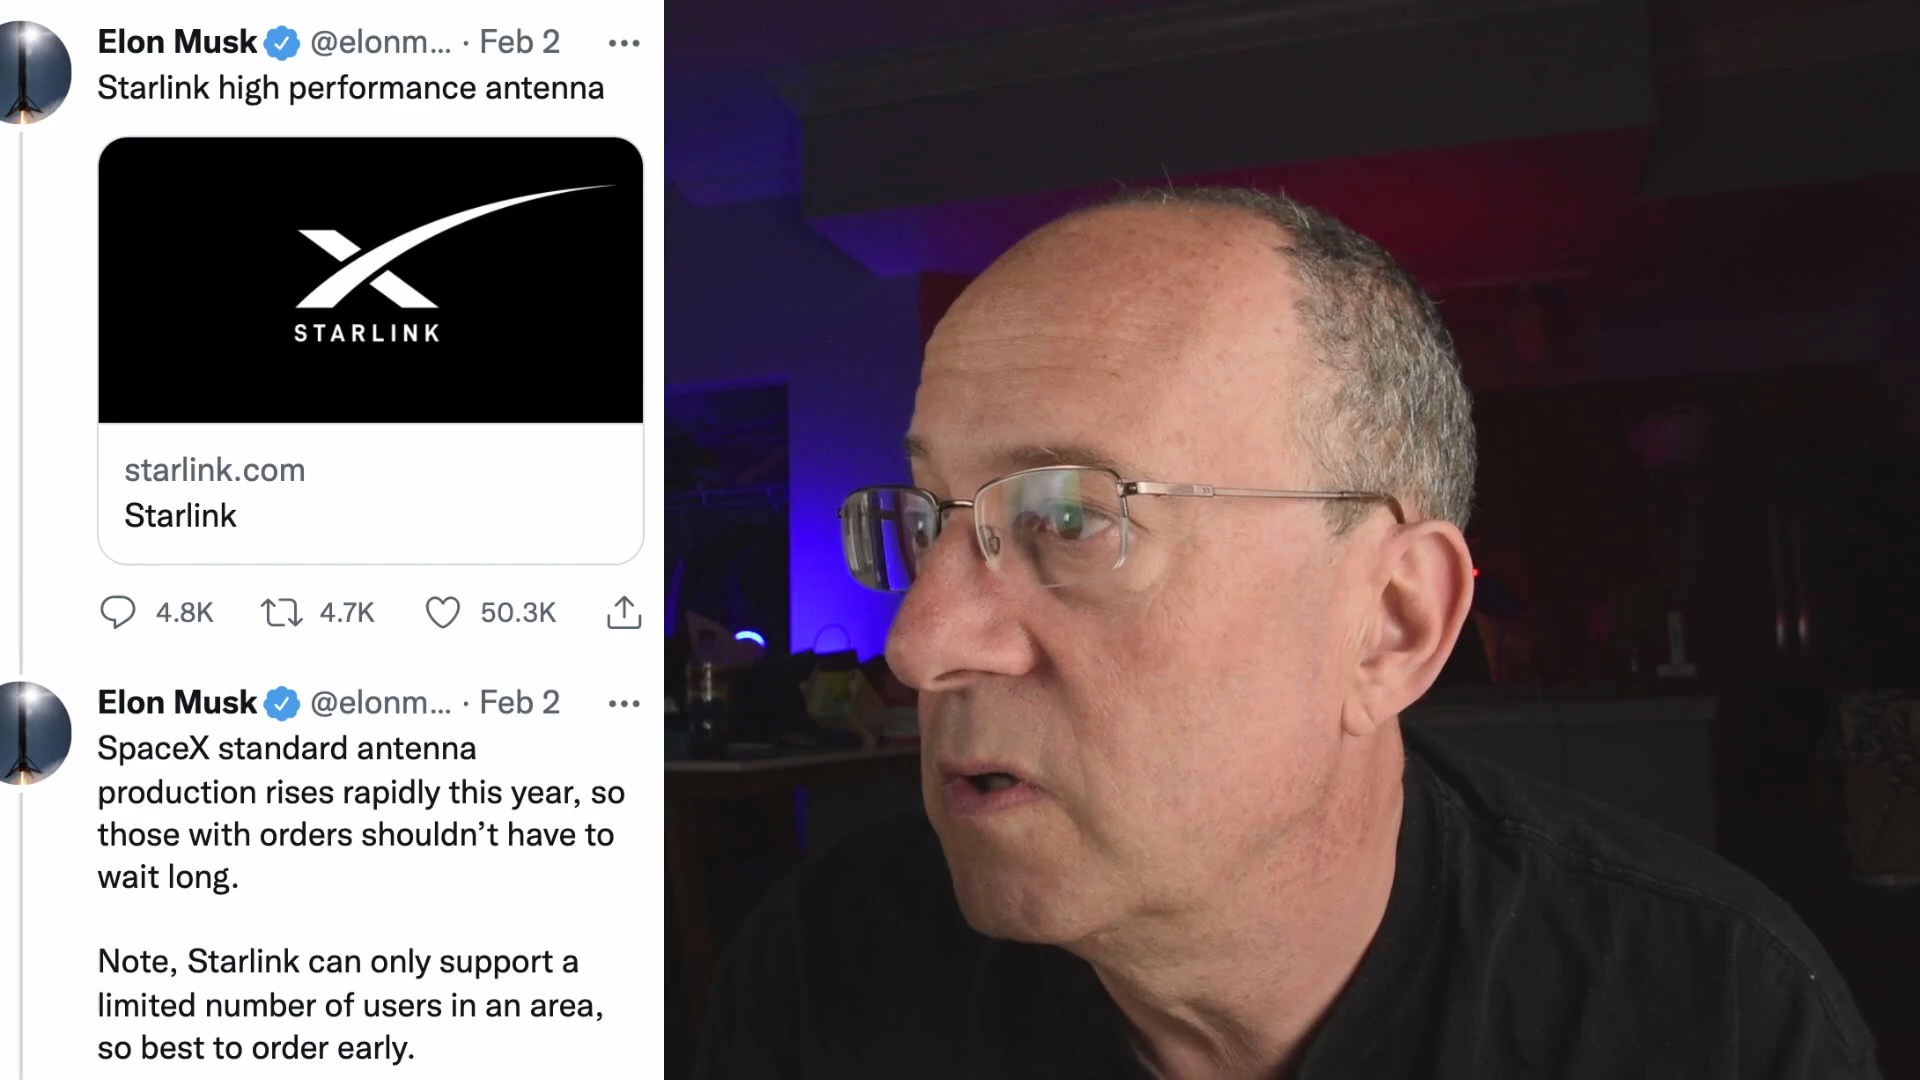 Elon Musk @elonm... · Feb 2
Starlink high performance antenna
STARLINK
starlink.com
Starlink
4.8K 4.7K 50.3K
Elon Musk @elonm... · Feb 2
SpaceX standard antenna
production rises rapidly this year, so
those with orders shouldn’t have to
wait long.
Note, Starlink can only support a
limited number of users in an area,
so best to order early.